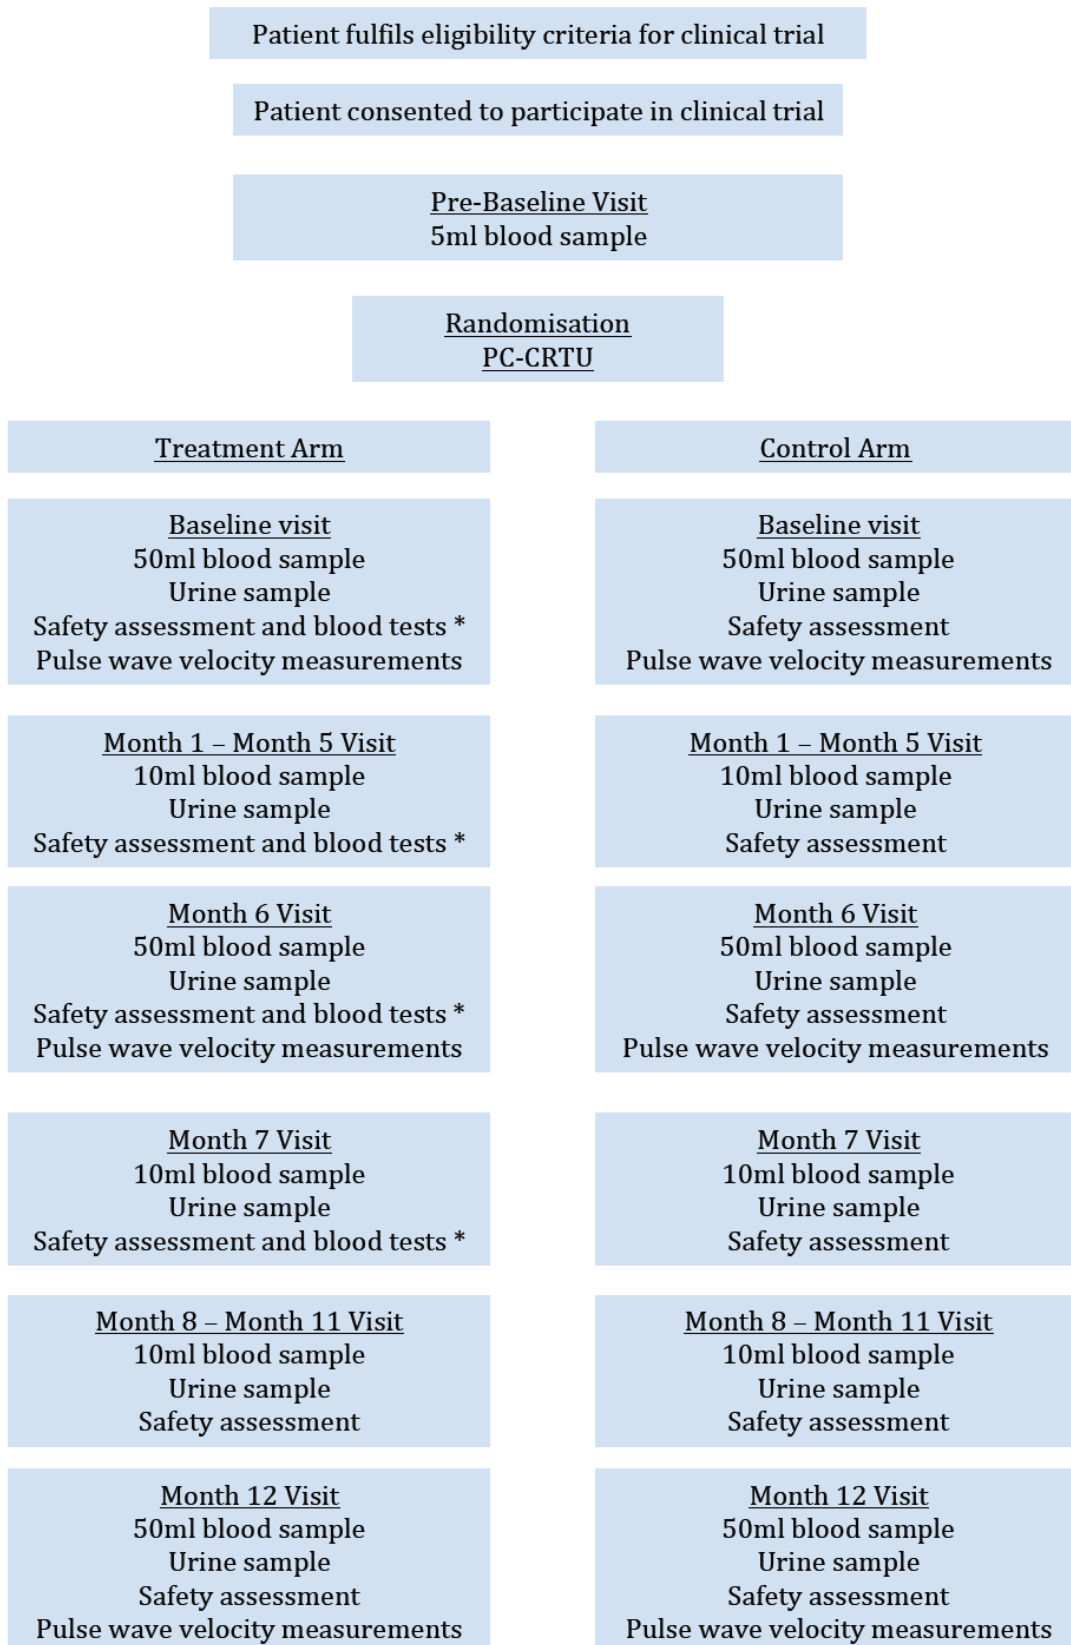 Patient fulfils eligibility criteria for clinical trial
Patient consented to participate in clinical trial
Pre-Baseline Visit
5ml blood sample
Randomisation
PC-CRTU
Treatment Arm
Baseline visit
50ml blood sample
Urine sample
Safety assessment and blood tests *
Pulse wave velocity measurements
Month 1 – Month 5 Visit
10ml blood sample
Urine sample
Safety assessment and blood tests *
Month 6 Visit
50ml blood sample
Urine sample
Safety assessment and blood tests *
Pulse wave velocity measurements
Month 7 Visit
10ml blood sample
Urine sample
Safety assessment and blood tests *
Month 8 – Month 11 Visit
10ml blood sample
Urine sample
Safety assessment
Month 12 Visit
50ml blood sample
Urine sample
Safety assessment
Pulse wave velocity measurements
Control Arm
Baseline visit
50ml blood sample
Urine sample
Safety assessment
Pulse wave velocity measurements
Month 1 – Month 5 Visit
10ml blood sample
Urine sample
Safety assessment
Month 6 Visit
50ml blood sample
Urine sample
Safety assessment
Pulse wave velocity measurements
Month 7 Visit
10ml blood sample
Urine sample
Safety assessment
Month 8 – Month 11 Visit
10ml blood sample
Urine sample
Safety assessment
Month 12 Visit
50ml blood sample
Urine sample
Safety assessment
Pulse wave velocity measurements